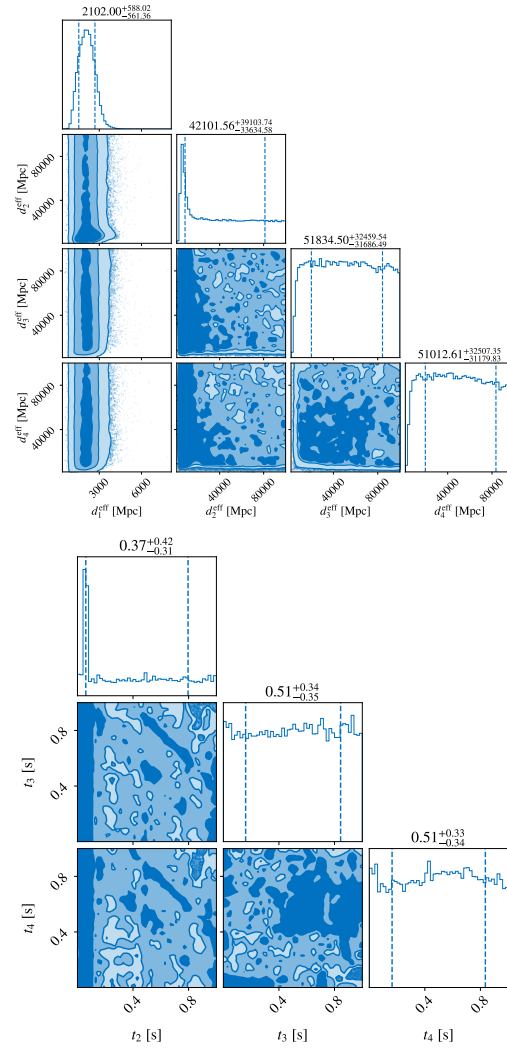 2102.00+588.02−561.36
42101.56+39103.74−33634.58
51834.50+32459.54−31686.49
51012.61+32507.35−31179.83
d2eff [Mpc]
80000
40000
d3eff [Mpc]
80000
40000
d4eff [Mpc]
80000
40000
3000 6000
40000 80000
40000 80000
40000 80000
d1eff [Mpc]
d2eff [Mpc]
d3eff [Mpc]
d4eff [Mpc]
0.37+0.42−0.31
0.51+0.34−0.35
0.51+0.33−0.34
t3 [s]
0.8
0.4
t4 [s]
0.8
0.4
0.4 0.8
0.4 0.8
0.4 0.8
t2 [s]
t3 [s]
t4 [s]